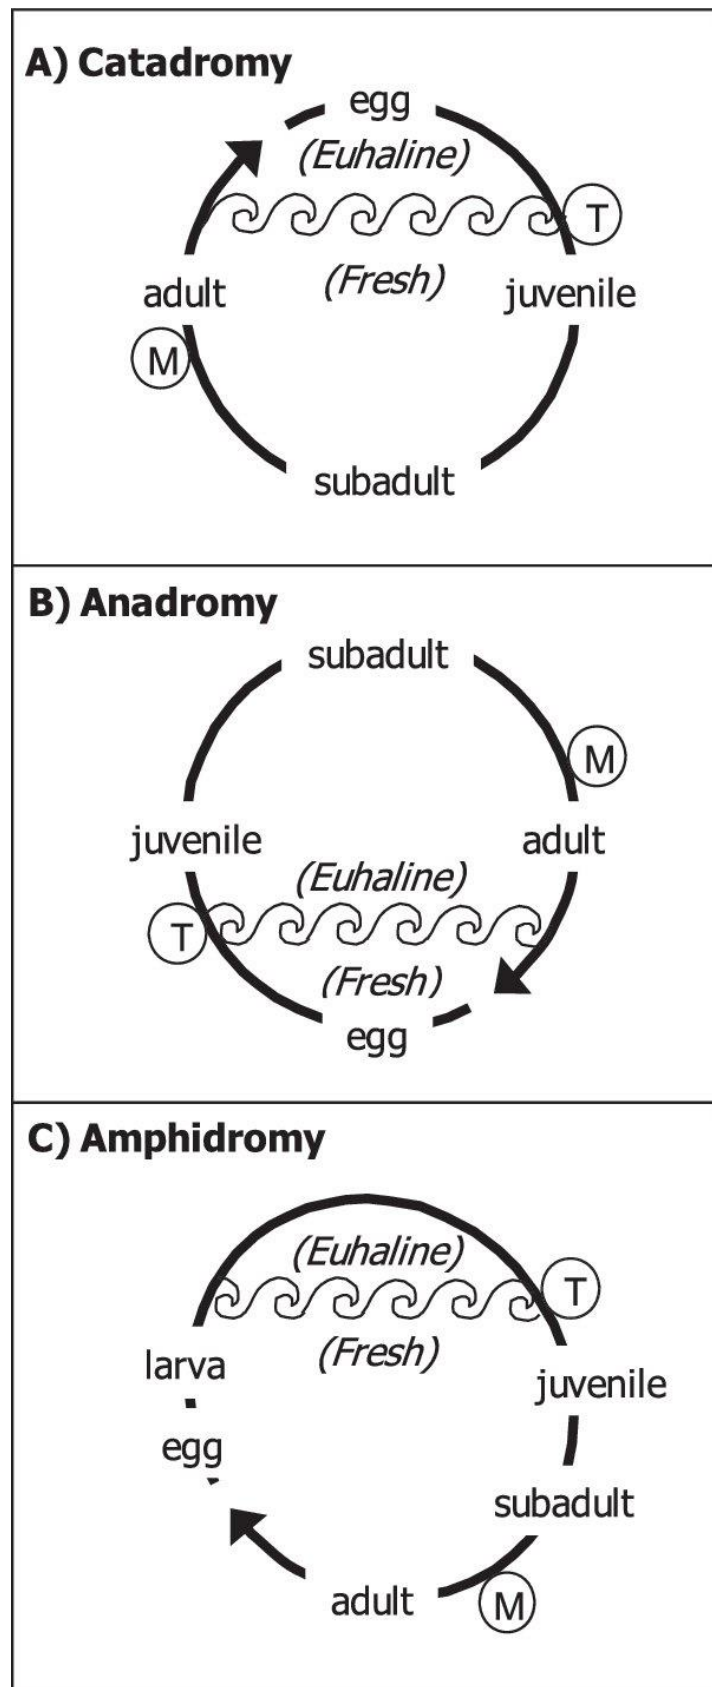 A) Catadromy
egg
(Euhaline)
T
(Fresh)
adult
juvenile
M
subadult
B) Anadromy
subadult
M
juvenile
adult
(Euhaline)
T
(Fresh)
egg
C) Amphidromy
(Euhaline)
T
(Fresh)
larva
juvenile
egg
subadult
adult
M